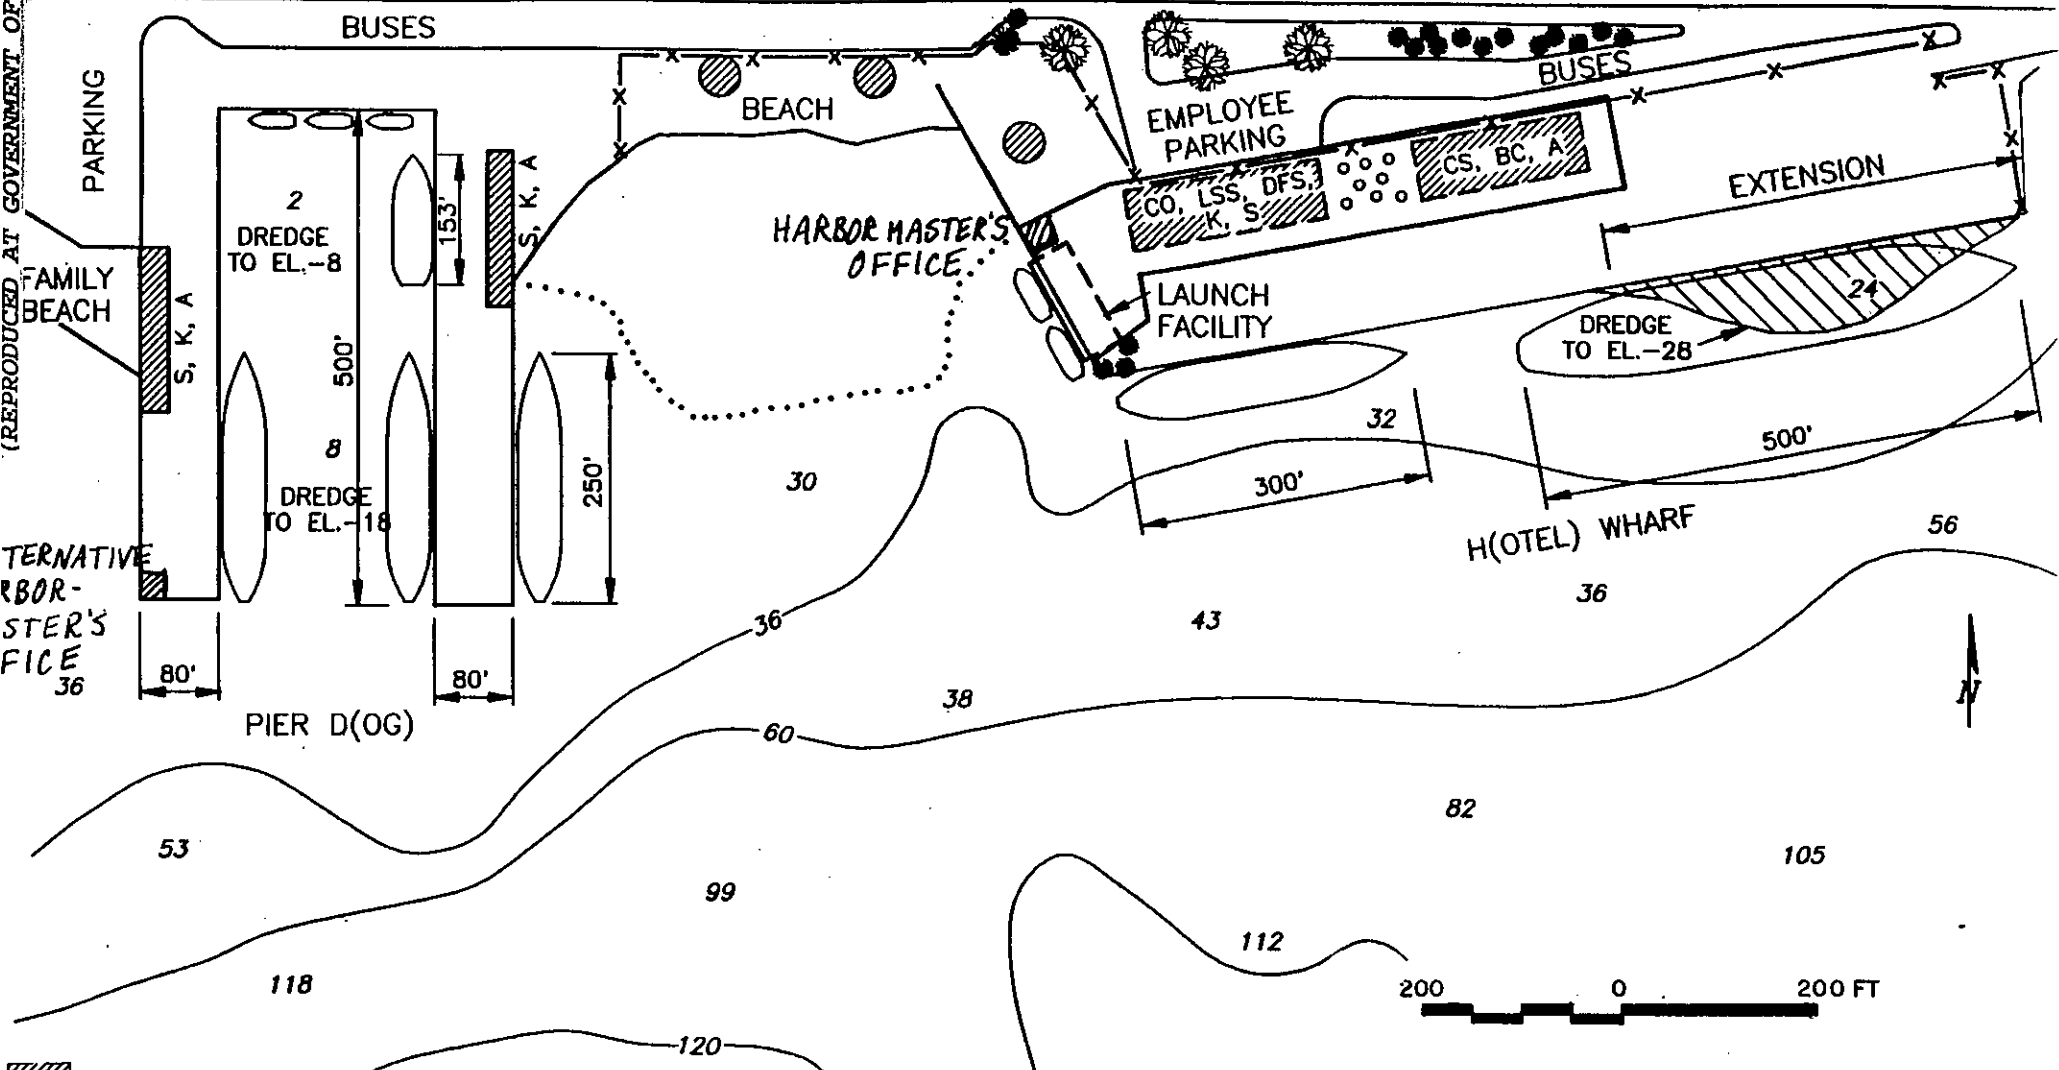 (REPRODUCED AT GOVERNMENT OF
BUSES
PARKING
BEACH
EMPLOYEE
PARKING
BUSES
CS, BC, A
CO, LSS, DFS,
K, S
EXTENSION
2
DREDGE
TO EL.-8
153'
S, K, A
HARBOR MASTER'S
OFFICE
FAMILY
BEACH
S, K, A
500'
LAUNCH
FACILITY
24
DREDGE
TO EL.-28
8
DREDGE
TO EL.-18
250'
30
32
300'
500'
H(OTEL) WHARF
56
TERNATIVE
RBOR-
STER'S
FICE
36
80'
80'
PIER D(OG)
36
43
36
38
60
N
53
82
105
99
118
112
120
200 0 200 FT